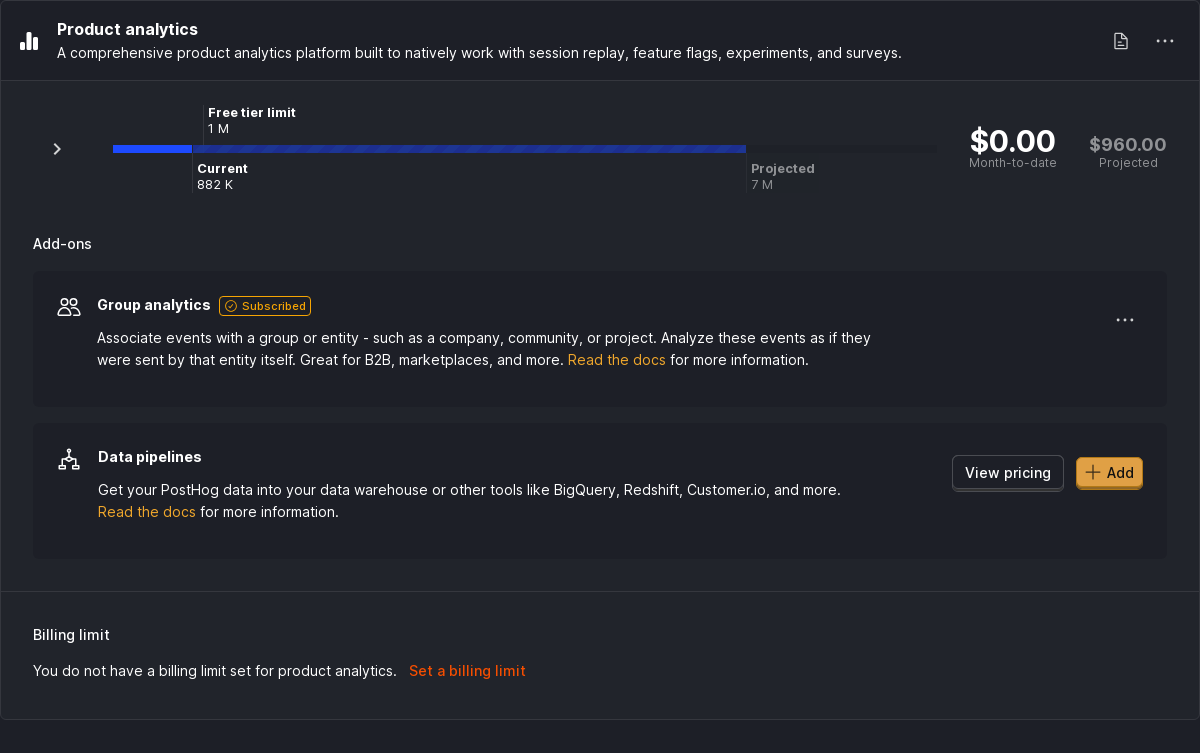 Product analytics
A comprehensive product analytics platform built to natively work with session replay, feature flags, experiments, and surveys.
Free tier limit
1 M
Current
882 K
Projected
7 M
$0.00
Month-to-date
$960.00
Projected
Add-ons
Group analytics Subscribed
Associate events with a group or entity - such as a company, community, or project. Analyze these events as if they
were sent by that entity itself. Great for B2B, marketplaces, and more. Read the docs for more information.
Data pipelines
Get your PostHog data into your data warehouse or other tools like BigQuery, Redshift, Customer.io, and more.
Read the docs for more information.
View pricing
Add
Billing limit
You do not have a billing limit set for product analytics. Set a billing limit